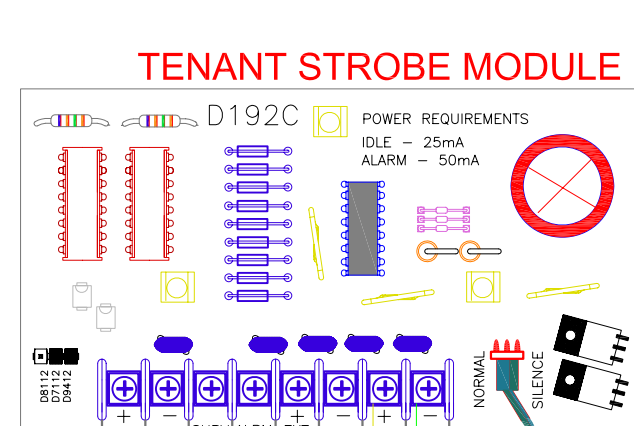 TENANT STROBE MODULE
D192C
POWER REQUIREMENTS
IDLE - 25mA
ALARM - 50mA
D8112
D7112
D9412
NORMAL
SILENCE
+ - + - + -